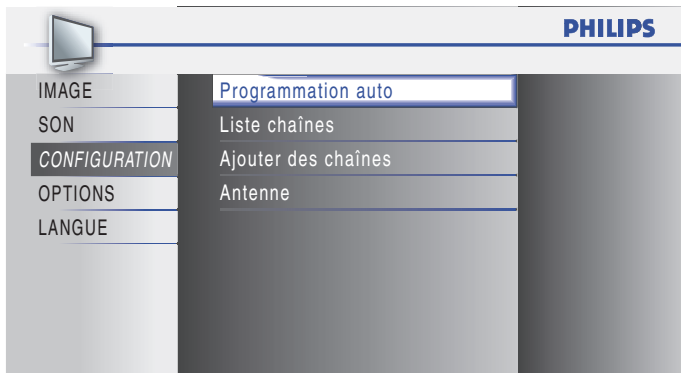 PHILIPS
IMAGE
SON
CONFIGURATION
OPTIONS
LANGUE
Programmation auto
Liste chaînes
Ajouter des chaînes
Antenne